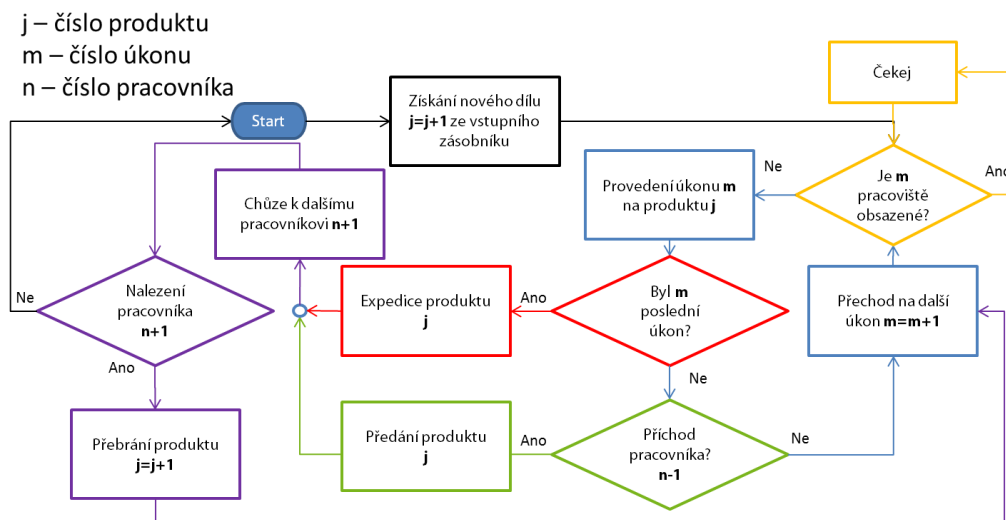 j – číslo produktu
m – číslo úkonu
n – číslo pracovníka
Start
Získání nového dílu
j=j+1 ze vstupního
zásobníku
Čekej
Je m
pracoviště
obsazené?
Ano
Ne
Provedení úkonu m
na produktu j
Chůze k dalšímu
pracovníkovi n+1
Ne
Nalezení
pracovníka
n+1
Ano
Expedice produktu
j
Ano
Byl m
poslední
úkon?
Ne
Přechod na další
úkon m=m+1
Přebrání produktu
j=j+1
Předání produktu
j
Ano
Příchod
pracovníka?
n-1
Ne